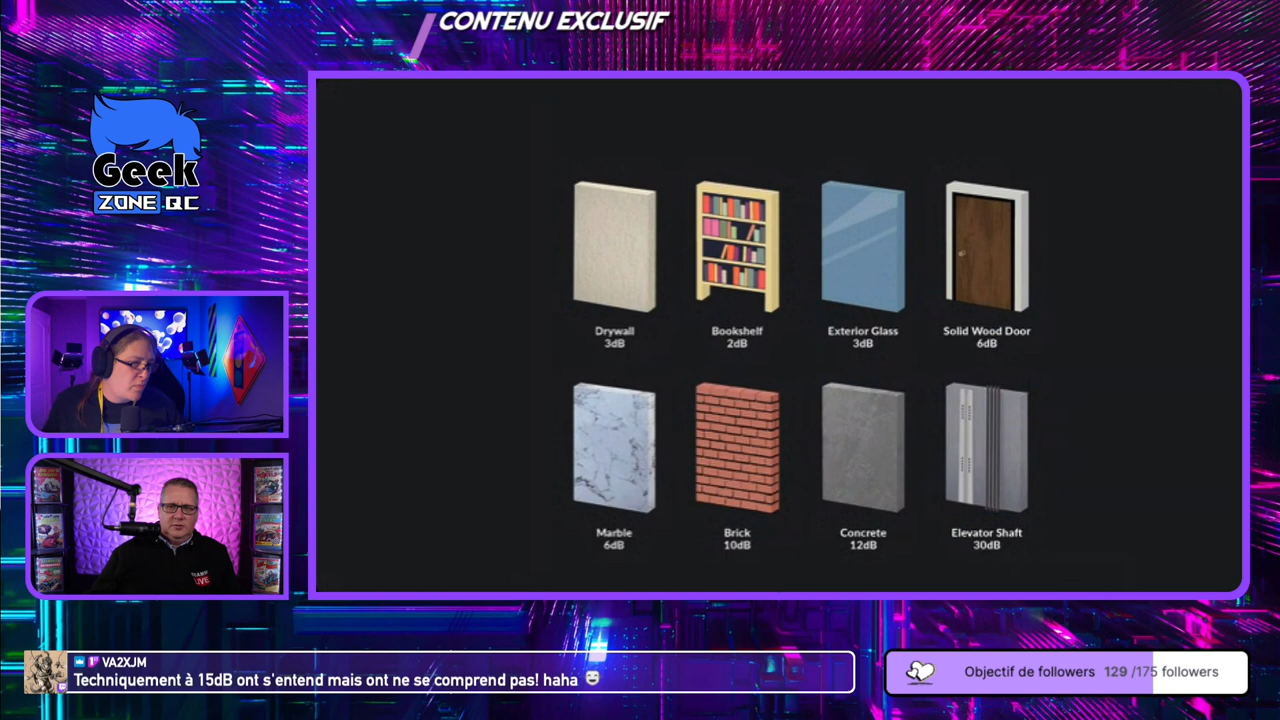 CONTENU EXCLUSIF
Geek
ZONE QC
Drywall
3dB
Bookshelf
2dB
Exterior Glass
3dB
Solid Wood Door
6dB
Marble
6dB
Brick
10dB
Concrete
12dB
Elevator Shaft
30dB
LIVE
VA2XJM
Techniquement à 15dB ont s'entend mais ont ne se comprend pas! haha
Objectif de followers 129 /175 followers